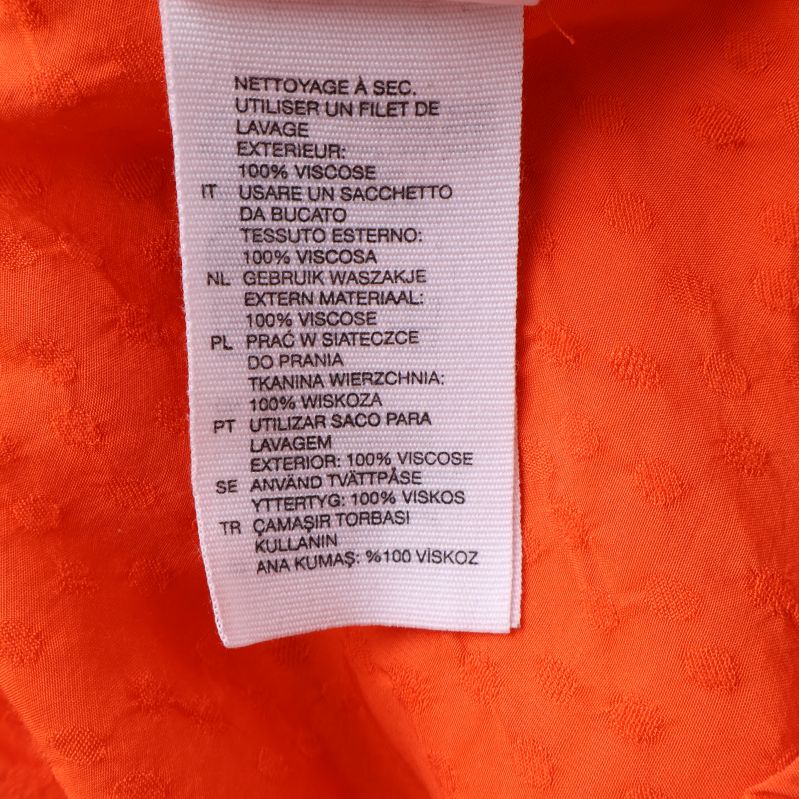 NETTOYAGE À SEC.
UTILISER UN FILET DE
LAVAGE
EXTERIEUR:
100% VISCOSE
IT USARE UN SACCHETTO
DA BUCATO
TESSUTO ESTERNO:
100% VISCOSA
NL GEBRUIK WASZAKJE
EXTERN MATERIAAL:
100% VISCOSE
PL PRAĆ W SIATECZCE
DO PRANIA
TKANINA WIERZCHNIA:
100% WISKOZA
PT UTILIZAR SACO PARA
LAVAGEM
EXTERIOR: 100% VISCOSE
SE ANVÄND TVÄTTPÅSE
YTTERTYG: 100% VISKOS
TR ÇAMAŞIR TORBASI
KULLANIN
ANA KUMAŞ: %100 VİSKOZ